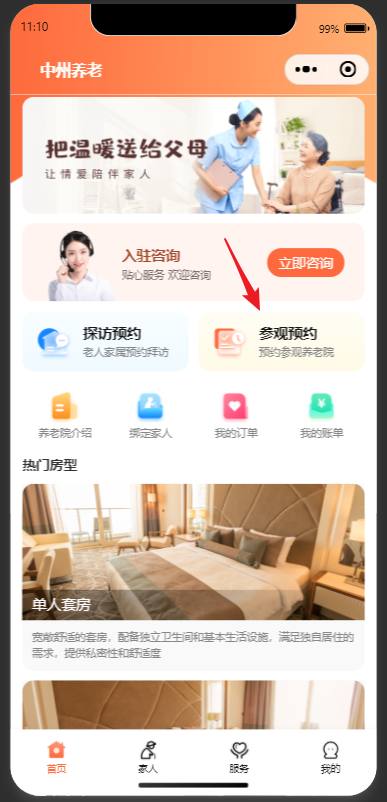 11:10
99%
中州养老
把温暖送给父母
让情爱陪伴家人
入驻咨询
贴心服务 欢迎咨询
立即咨询
探访预约
老人家属预约拜访
参观预约
预约参观养老院
养老院介绍
绑定家人
我的订单
我的账单
热门房型
单人套房
宽敞舒适的套房，配备独立卫生间和基本生活设施，满足独自居住的
需求，提供私密性和舒适度
首页
家人
服务
我的